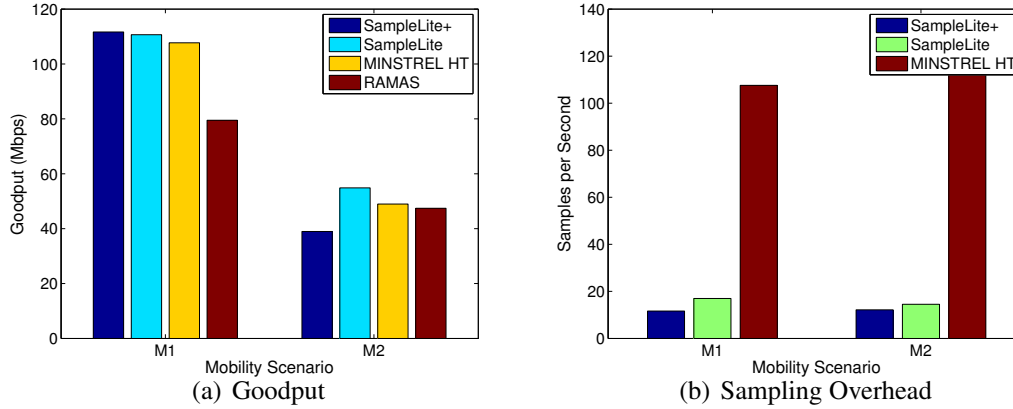 120
100
80
60
40
20
0
Goodput (Mbps)
SampleLite+
SampleLite
MINSTREL HT
RAMAS
M1
M2
Mobility Scenario
(a) Goodput
140
120
100
80
60
40
20
0
Samples per Second
SampleLite+
SampleLite
MINSTREL HT
M1
M2
Mobility Scenario
(b) Sampling Overhead